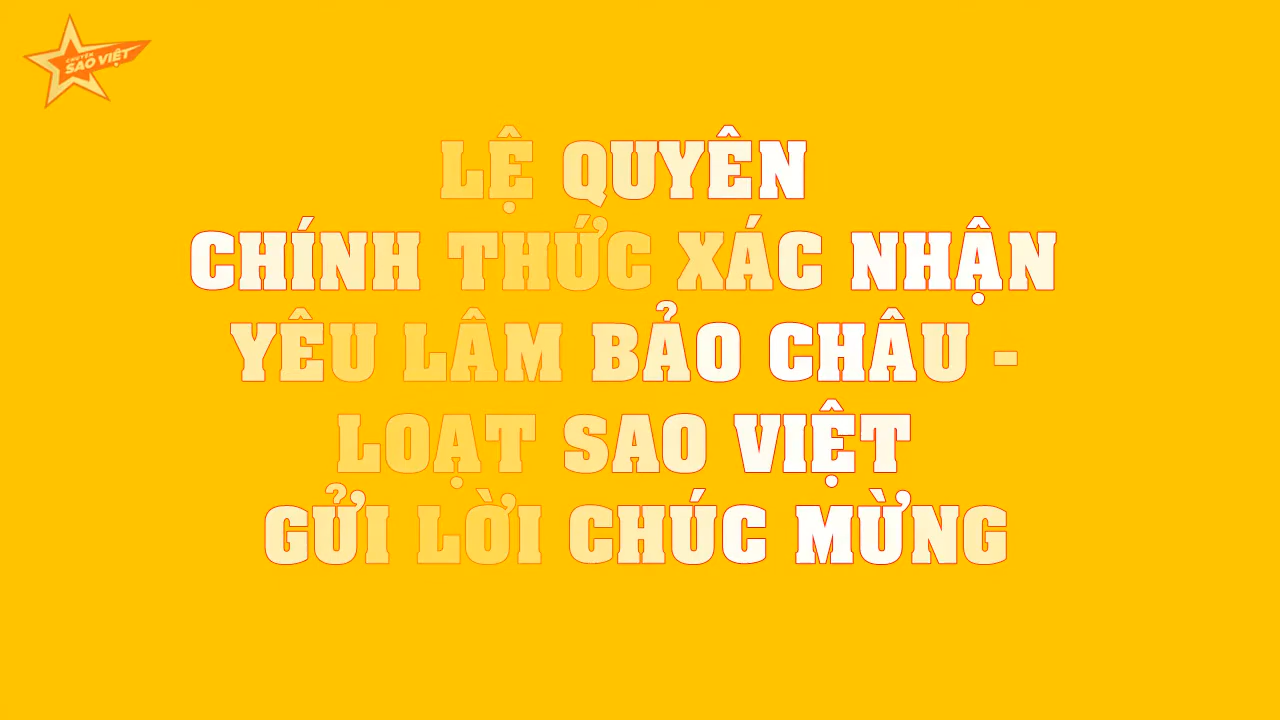 CHUYỆN
SAO VIỆT
LỆ QUYÊN
CHÍNH THỨC XÁC NHẬN
YÊU LÂM BẢO CHÂU -
LOẠT SAO VIỆT
GỬI LỜI CHÚC MỪNG